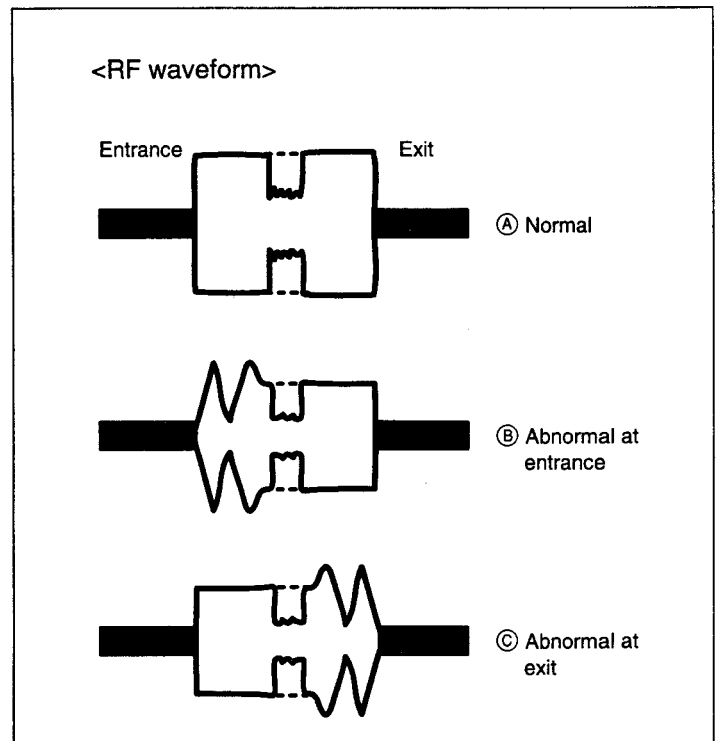 <RF waveform>
Entrance
Exit
Ⓐ Normal
Ⓑ Abnormal at
entrance
Ⓒ Abnormal at
exit